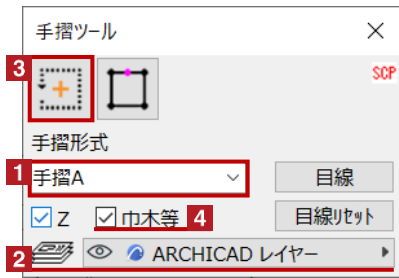 手摺ツール
3
SCP
手摺形式
1 手摺A 目線
Z 巾木等 4 目線リセット
2 ARCHICAD レイヤー